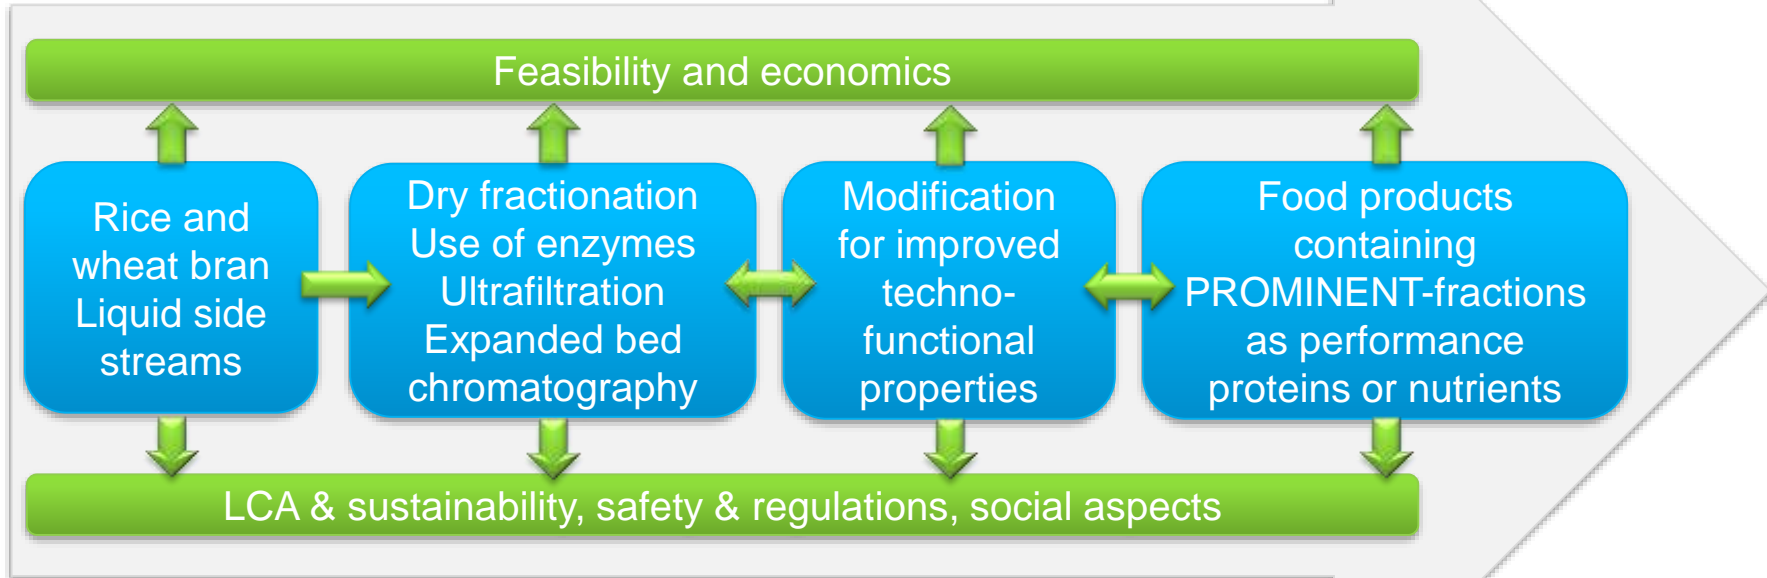 Feasibility and economics
Rice and
wheat bran
Liquid side
streams
Dry fractionation
Use of enzymes
Ultrafiltration
Expanded bed
chromatography
Modification
for improved
techno-
functional
properties
Food products
containing
PROMINENT-fractions
as performance
proteins or nutrients
LCA & sustainability, safety & regulations, social aspects